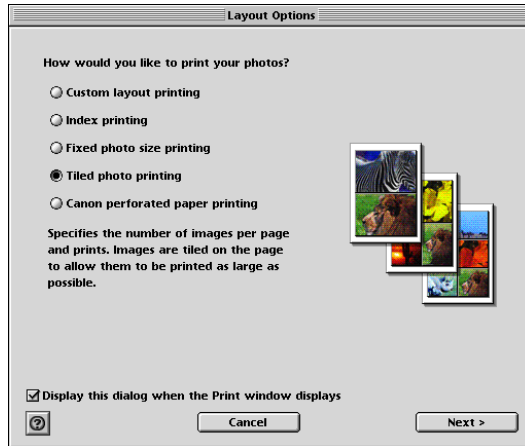 Layout Options
How would you like to print your photos?
Custom layout printing
Index printing
Fixed photo size printing
Tiled photo printing
Canon perforated paper printing
Specifies the number of images per page
and prints. Images are tiled on the page
to allow them to be printed as large as
possible.
Display this dialog when the Print window displays
?
Cancel
Next >